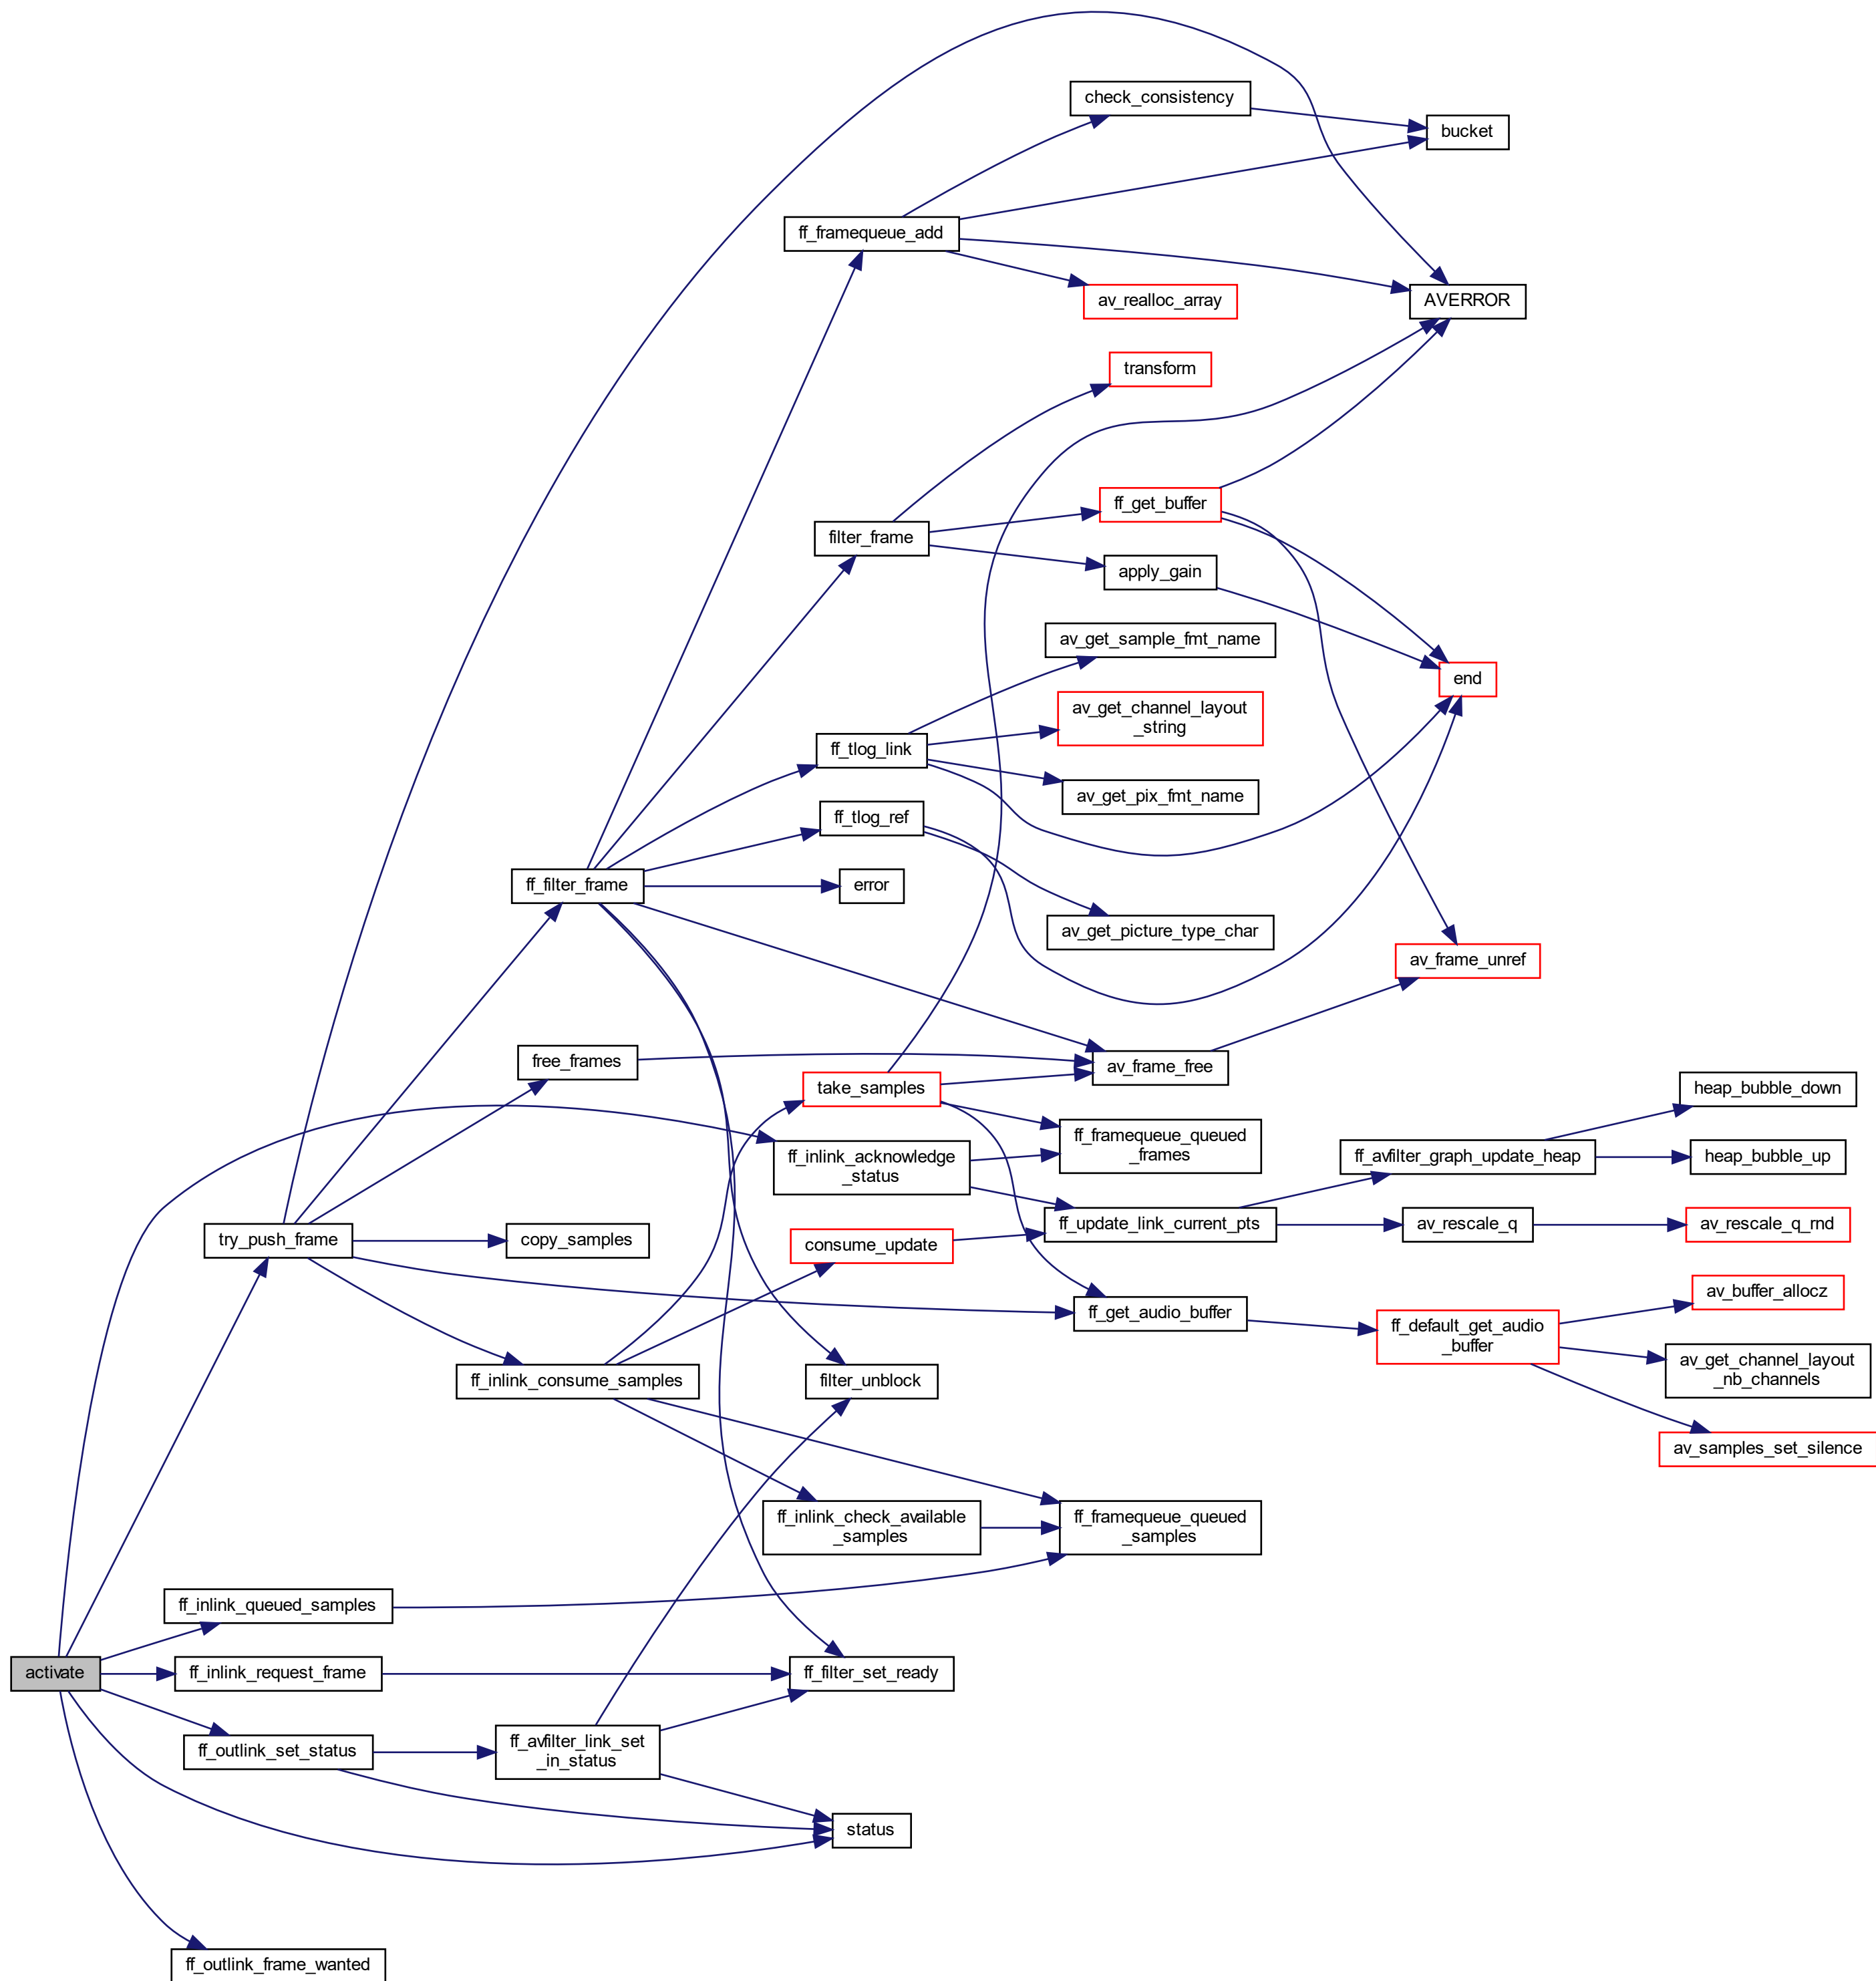 check_consistency
bucket
ff_framequeue_add
av_realloc_array
AVERROR
transform
ff_get_buffer
filter_frame
apply_gain
av_get_sample_fmt_name
end
av_get_channel_layout
_string
ff_tlog_link
av_get_pix_fmt_name
ff_tlog_ref
ff_filter_frame
error
av_get_picture_type_char
av_frame_unref
free_frames
av_frame_free
take_samples
heap_bubble_down
ff_framequeue_queued
_frames
ff_inlink_acknowledge
_status
ff_avfilter_graph_update_heap
heap_bubble_up
ff_update_link_current_pts
av_rescale_q
av_rescale_q_rnd
try_push_frame
copy_samples
consume_update
av_buffer_allocz
ff_get_audio_buffer
ff_default_get_audio
_buffer
av_get_channel_layout
_nb_channels
ff_inlink_consume_samples
filter_unblock
av_samples_set_silence
ff_inlink_check_available
_samples
ff_framequeue_queued
_samples
ff_inlink_queued_samples
activate
ff_inlink_request_frame
ff_filter_set_ready
ff_outlink_set_status
ff_avfilter_link_set
_in_status
status
ff_outlink_frame_wanted